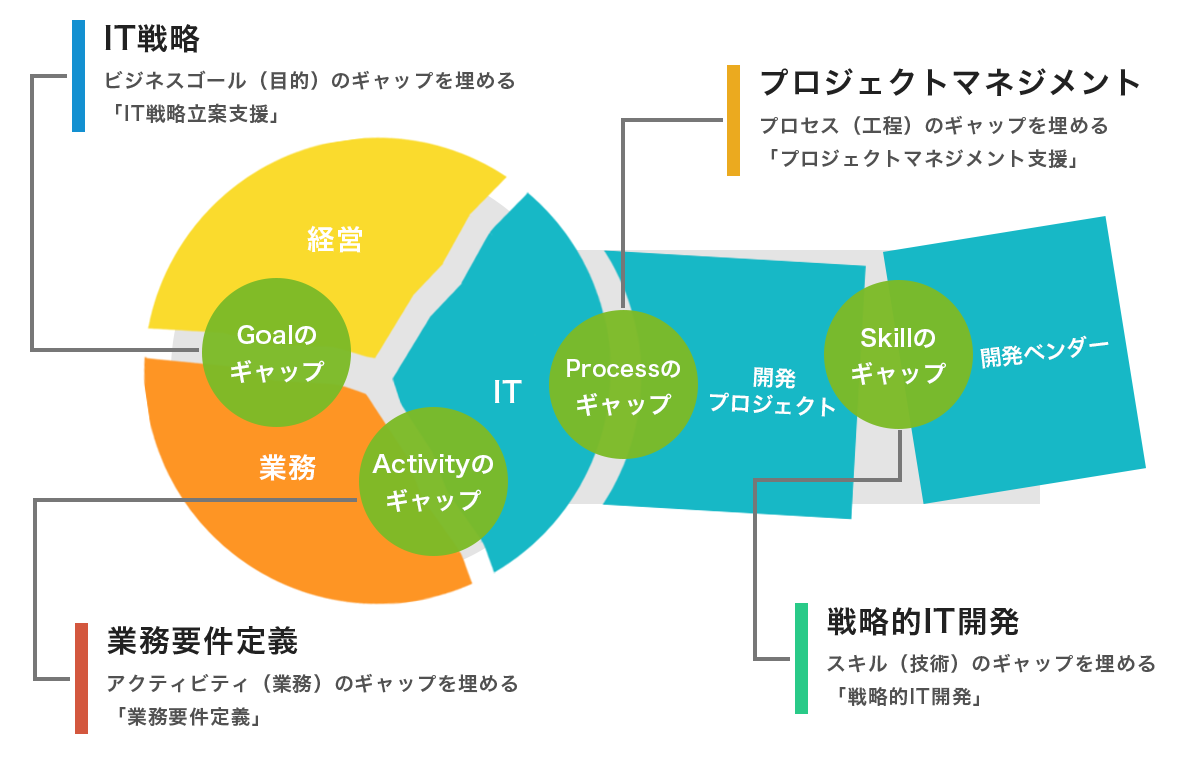 IT戦略
ビジネスゴール（目的）のギャップを埋める
「IT戦略立案支援」
プロジェクトマネジメント
プロセス（工程）のギャップを埋める
「プロジェクトマネジメント支援」
経営
Goalの
ギャップ
IT
Processの
ギャップ
開発
プロジェクト
Skillの
ギャップ
開発ベンダー
業務
Activityの
ギャップ
業務要件定義
アクティビティ（業務）のギャップを埋める
「業務要件定義」
戦略的IT開発
スキル（技術）のギャップを埋める
「戦略的IT開発」